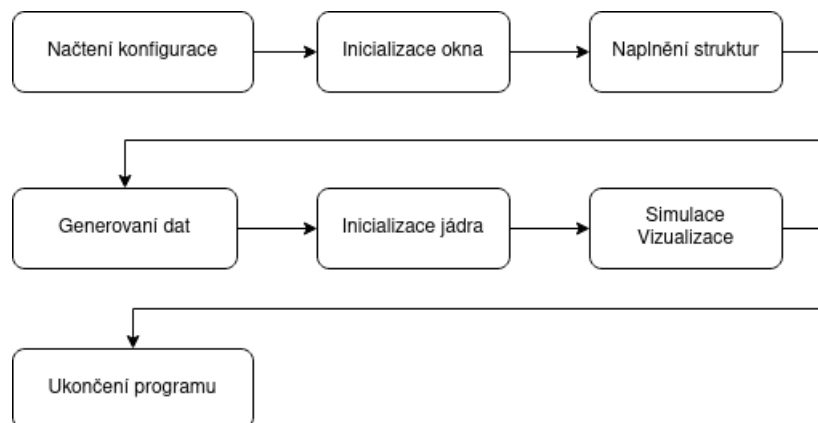 Načtení konfigurace
Inicializace okna
Naplnění struktur
Generovaní dat
Inicializace jádra
Simulace
Vizualizace
Ukončení programu